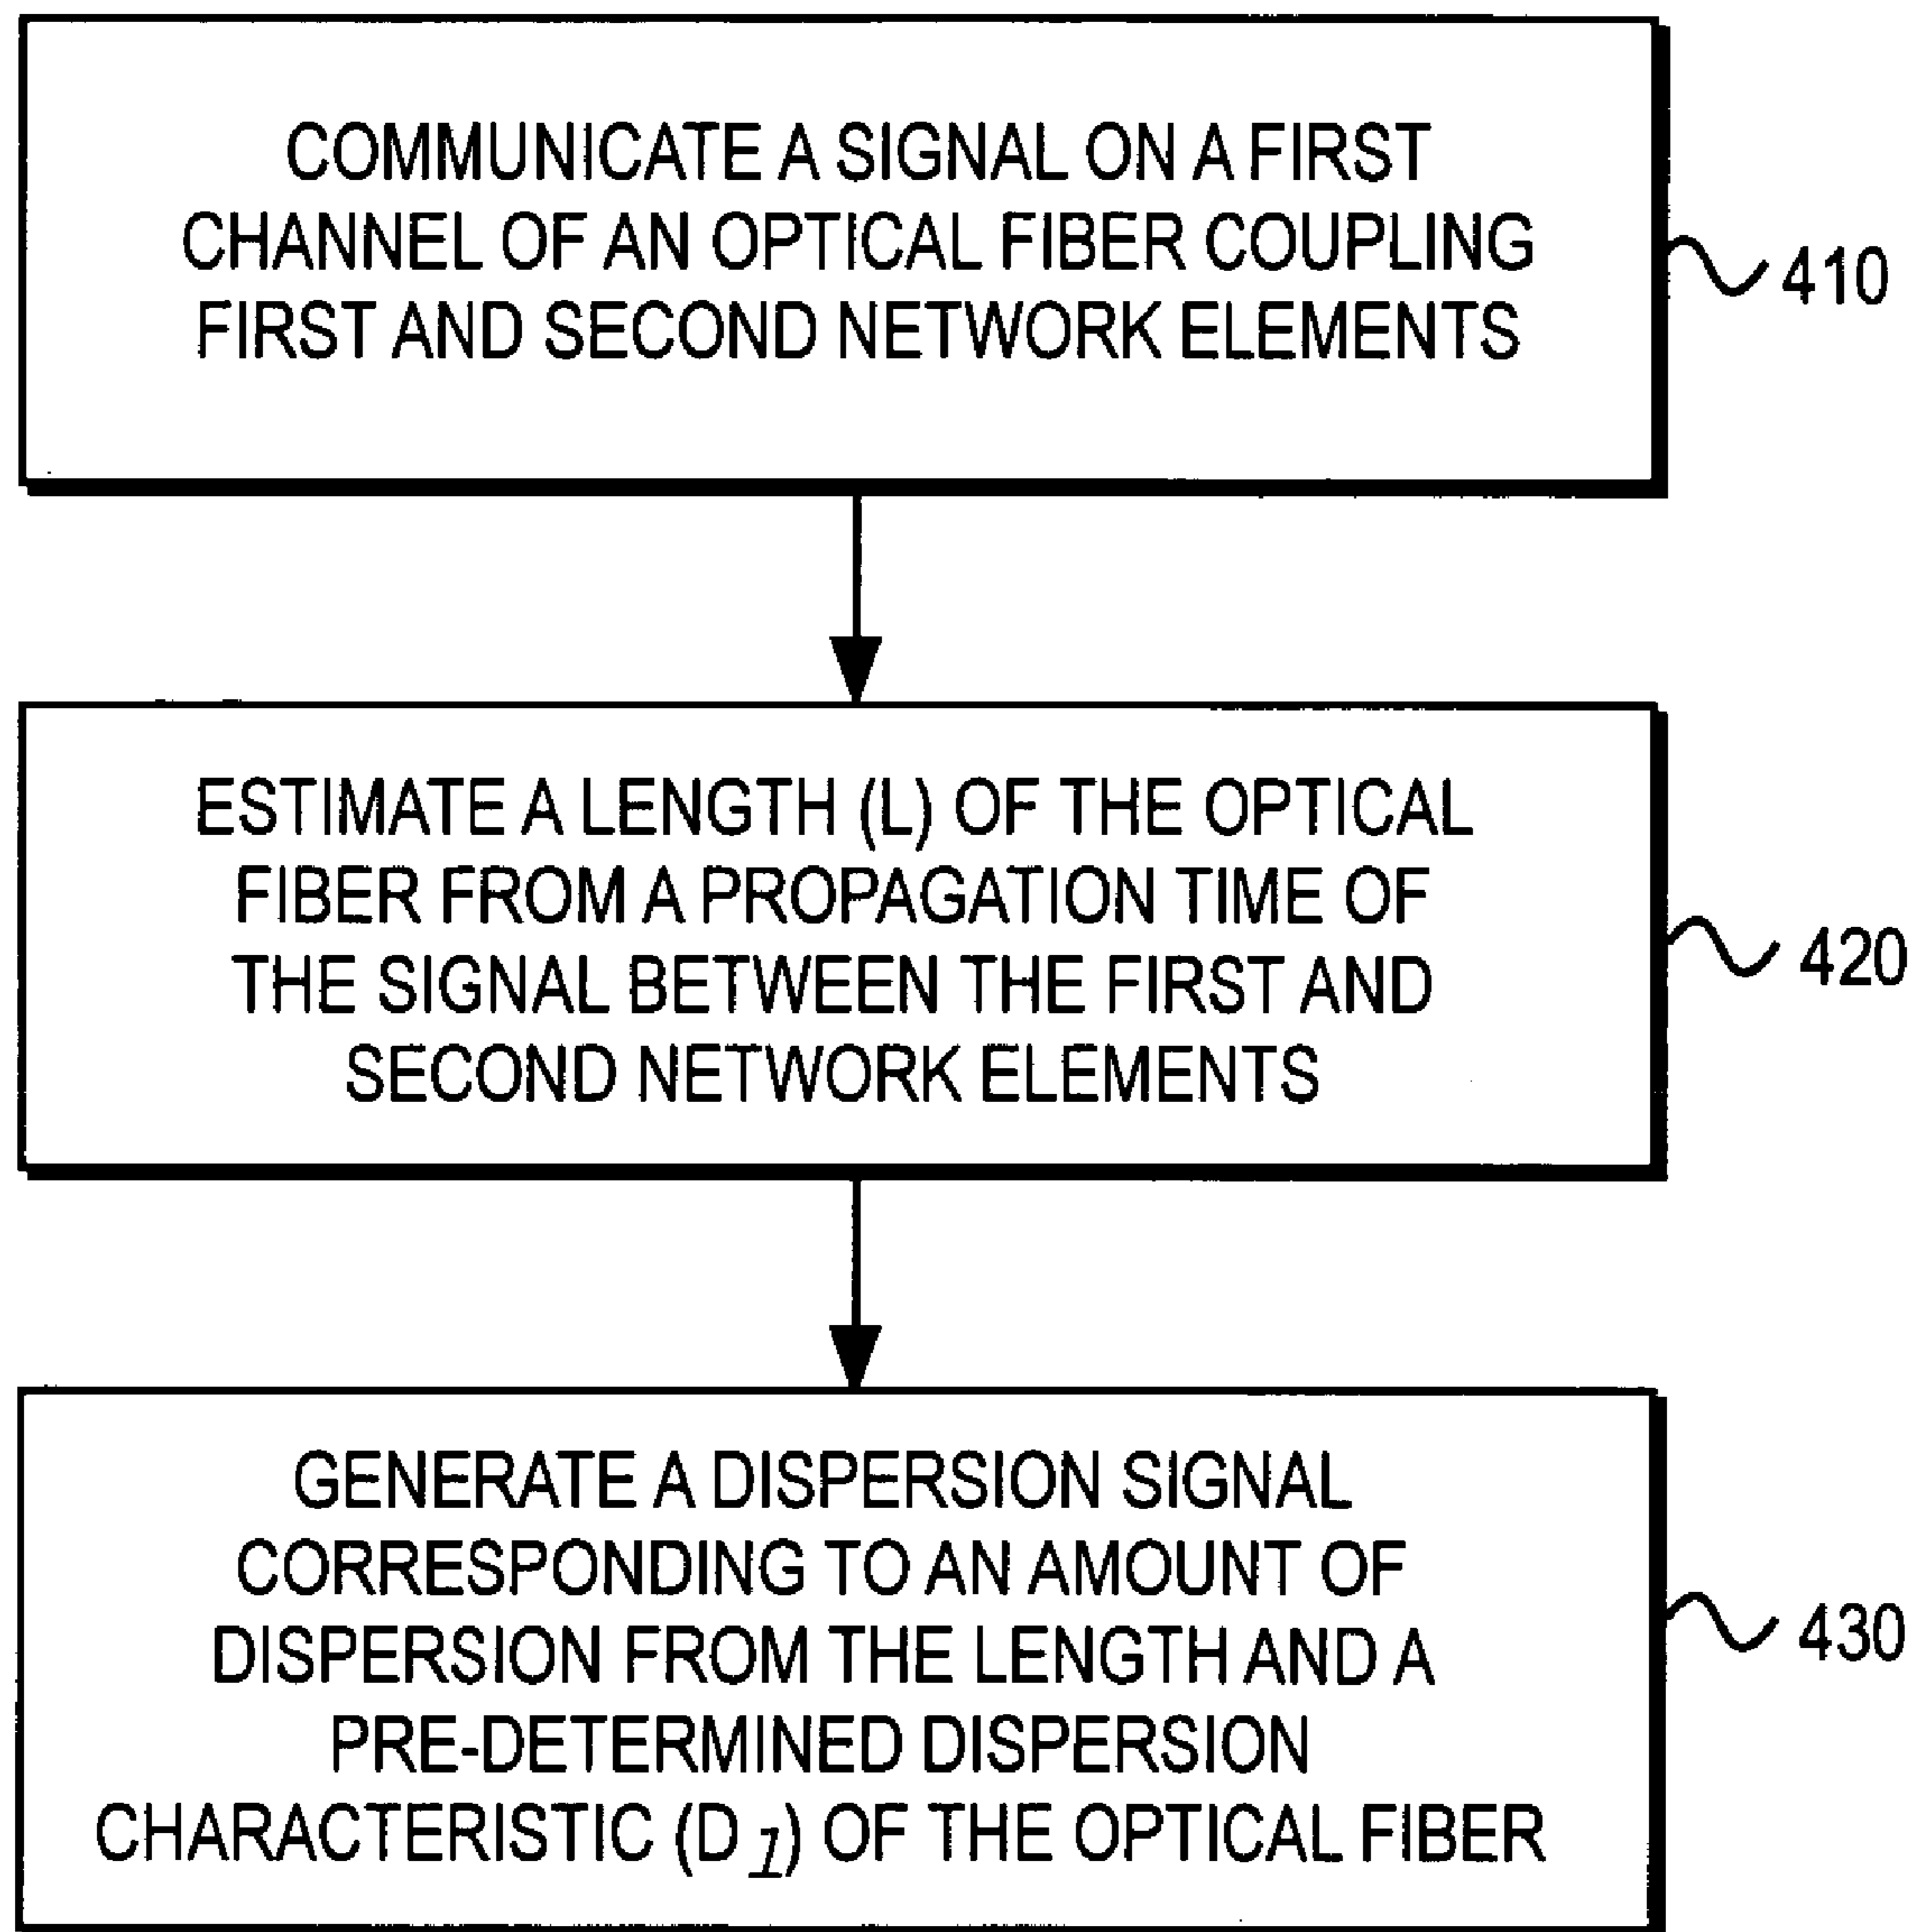 COMMUNICATE A SIGNAL ON A FIRST
CHANNEL OF AN OPTICAL FIBER COUPLING
FIRST AND SECOND NETWORK ELEMENTS
410
ESTIMATE A LENGTH (L) OF THE OPTICAL
FIBER FROM A PROPAGATION TIME OF
THE SIGNAL BETWEEN THE FIRST AND
SECOND NETWORK ELEMENTS
420
GENERATE A DISPERSION SIGNAL
CORRESPONDING TO AN AMOUNT OF
DISPERSION FROM THE LENGTH AND A
PRE-DETERMINED DISPERSION
CHARACTERISTIC (D1) OF THE OPTICAL FIBER
430